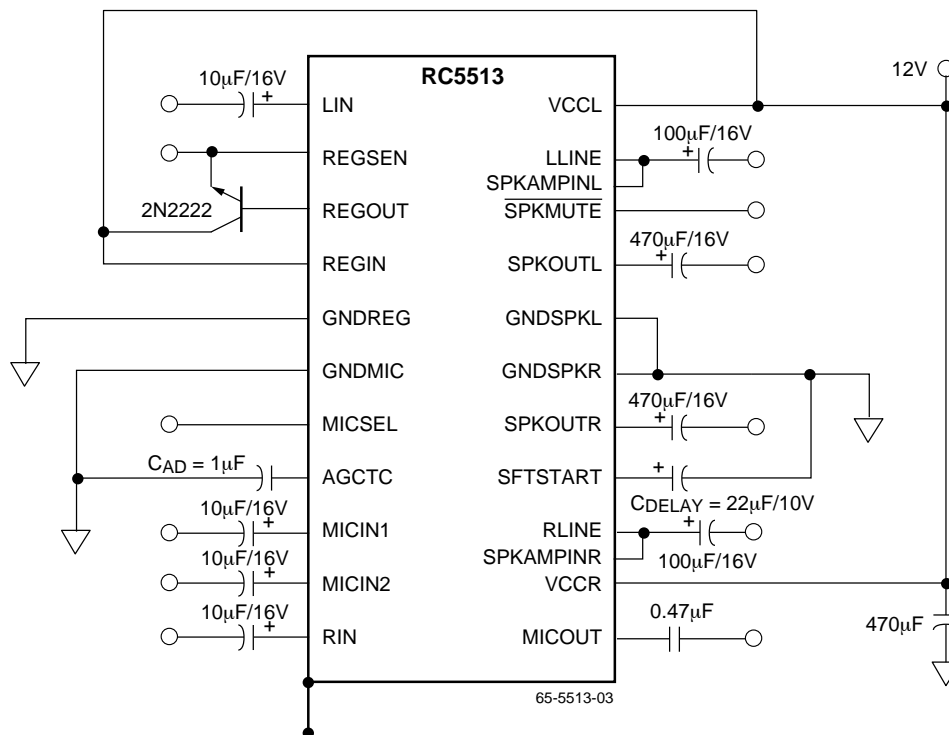 RC5513
12V
10µF/16V
+
LIN
VCCL
100µF/16V
+
REGSEN
LLINE
SPKAMPINL
2N2222
REGOUT
SPKMUTE
470µF/16V
+
REGIN
SPKOUTL
GNDREG
GNDSPKL
GNDMIC
GNDSPKR
470µF/16V
+
MICSEL
SPKOUTR
CAD = 1µF
AGCTC
SFTSTART
+
CDELAY = 22µF/10V
10µF/16V
+
MICIN1
RLINE
+
SPKAMPINR
100µF/16V
10µF/16V
+
MICIN2
VCCR
10µF/16V
+
RIN
MICOUT
0.47µF
470µF
65-5513-03